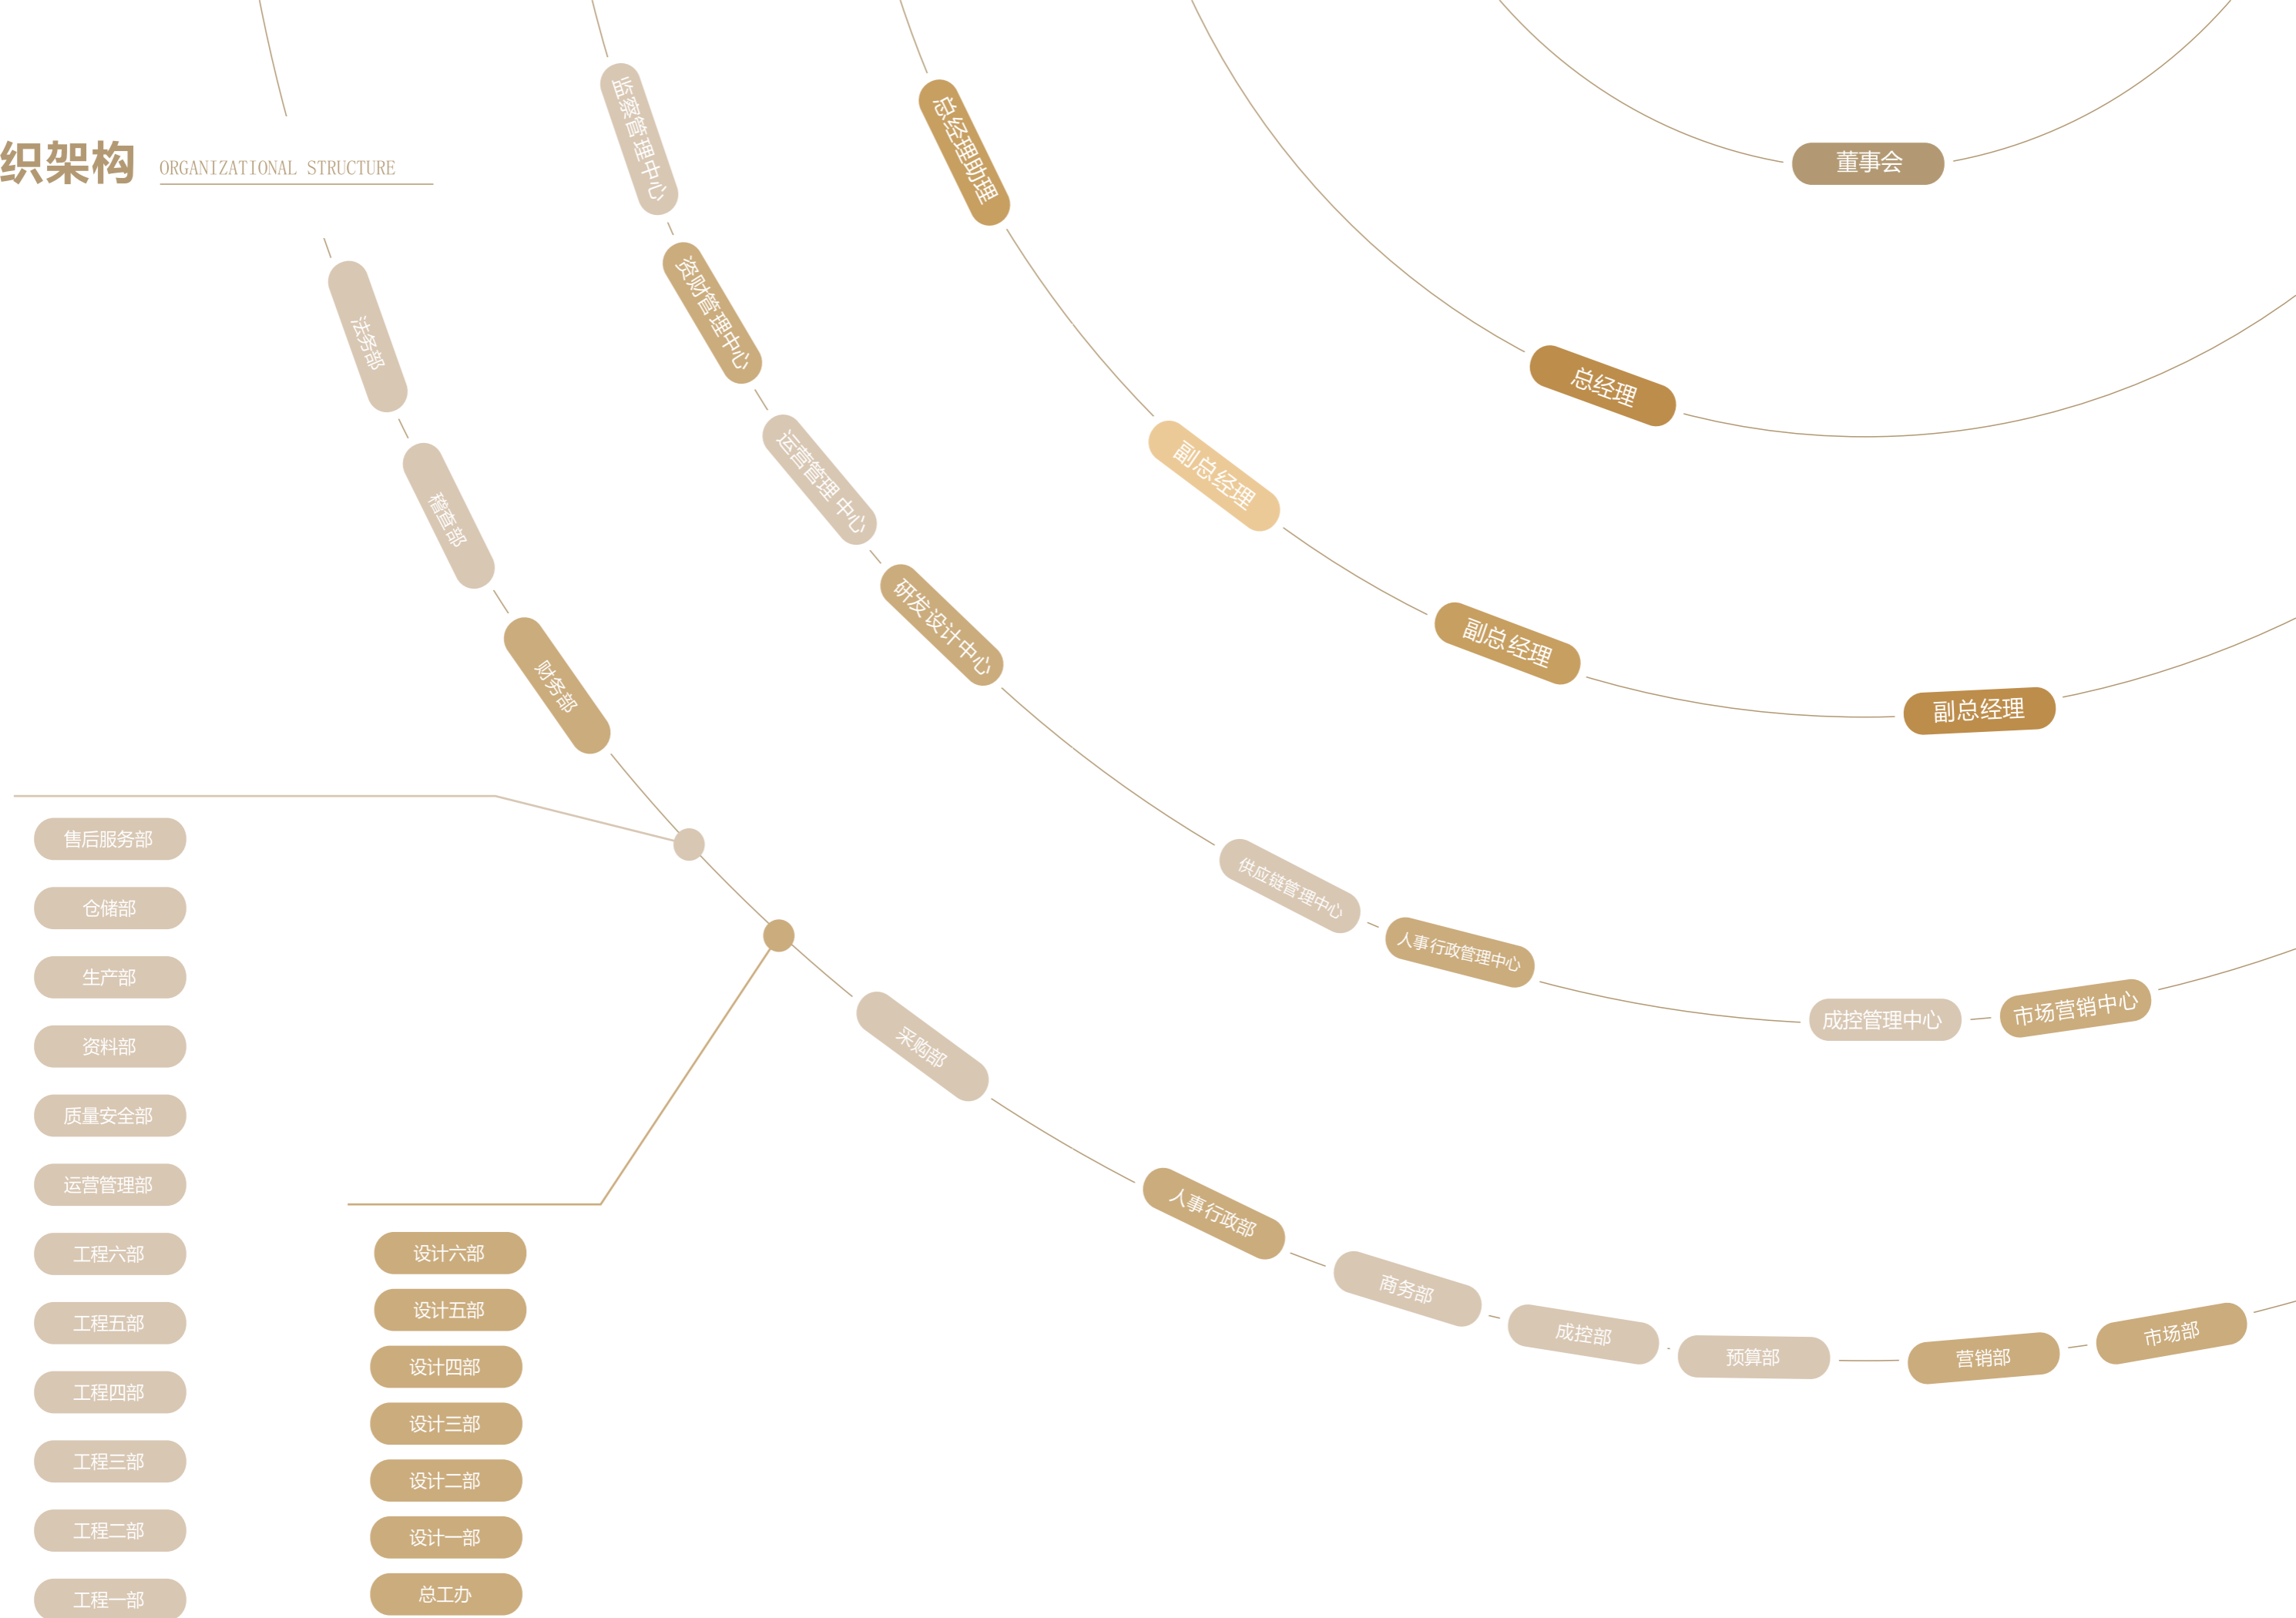 织架构
ORGANIZATIONAL STRUCTURE
董事会
总经理
总经理助理
副总经理
副总经理
副总经理
监察管理中心
资财管理中心
运营管理 中心
研发设计中心
供应链管理中心
人事行政管理中心
成控管理中心
市场营销中心
法务部
稽查部
财务部
采购部
人事行政部
商务部
成控部
预算部
营销部
市场部
售后服务部
仓储部
生产部
资料部
质量安全部
运营管理部
工程六部
工程五部
工程四部
工程三部
工程二部
工程一部
设计六部
设计五部
设计四部
设计三部
设计二部
设计一部
总工办